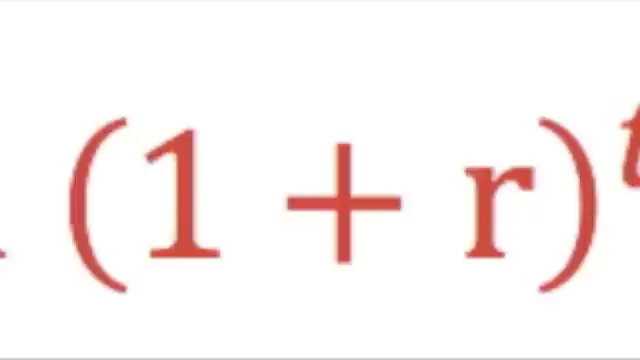 (1 + r)ᵗ